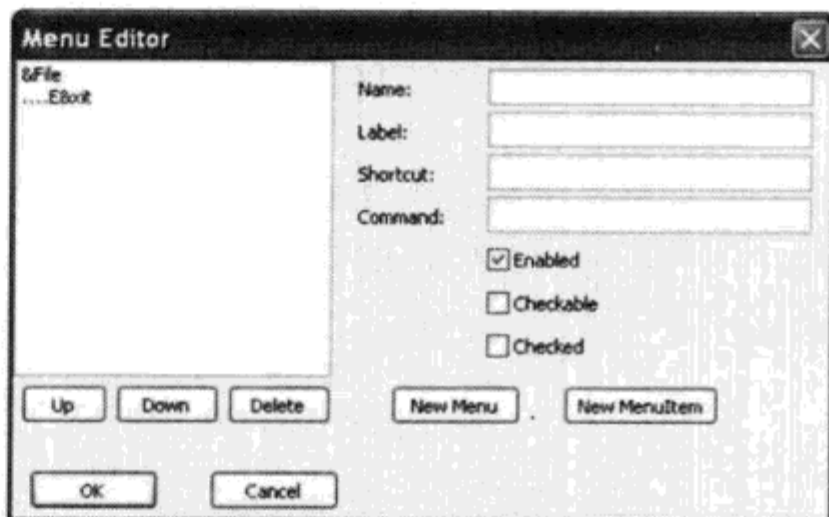 Menu Editor
&File
....E&xit
Name:
Label:
Shortcut:
Command:
Enabled
Checkable
Checked
Up Down Delete New Menu New MenuItem
OK Cancel